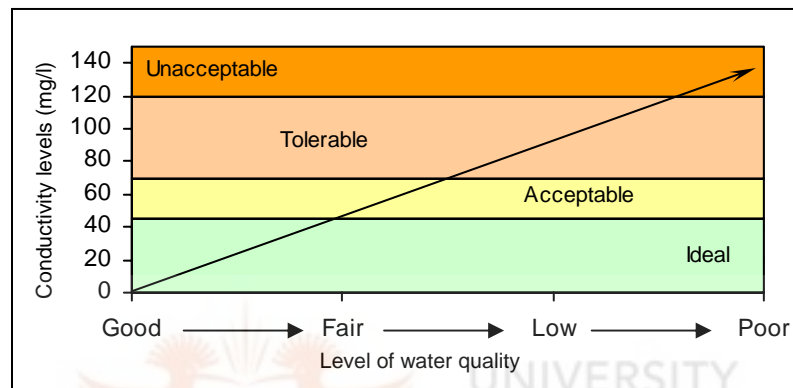 Conductivity levels (mg/l)
140
120
100
80
60
40
20
0
Unacceptable
Tolerable
Acceptable
Ideal
Good Fair Low Poor
Level of water quality
UNIVERSITY